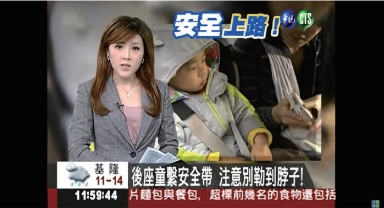 安全上路!
華視 CTS
基隆
11-14
後座童繫安全帶 注意別勒到脖子!
11:59:44
片麵包與餐包, 超標前幾名的食物還包括